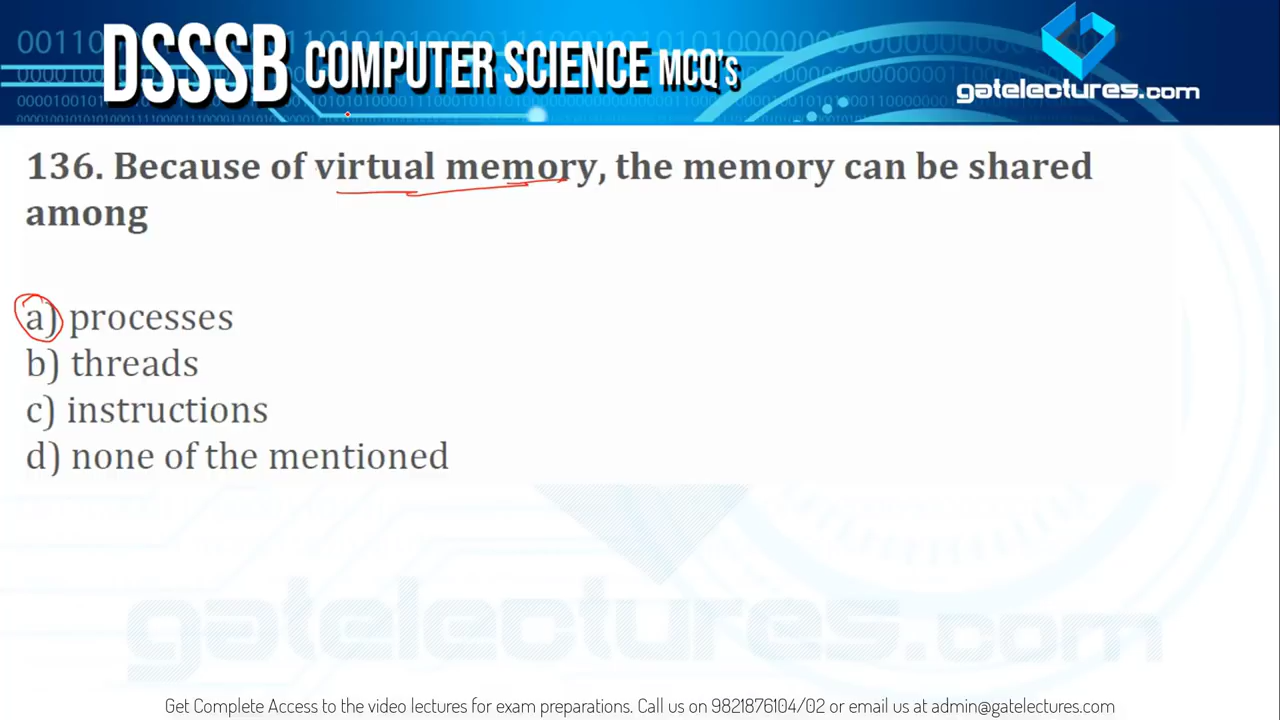 DSSSB COMPUTER SCIENCE MCQ's
gatelectures.com
136. Because of virtual memory, the memory can be shared
among
a) processes
b) threads
c) instructions
d) none of the mentioned
gatelectures.com
Get Complete Access to the video lectures for exam preparations. Call us on 9821876104/02 or email us at admin@gatelectures.com